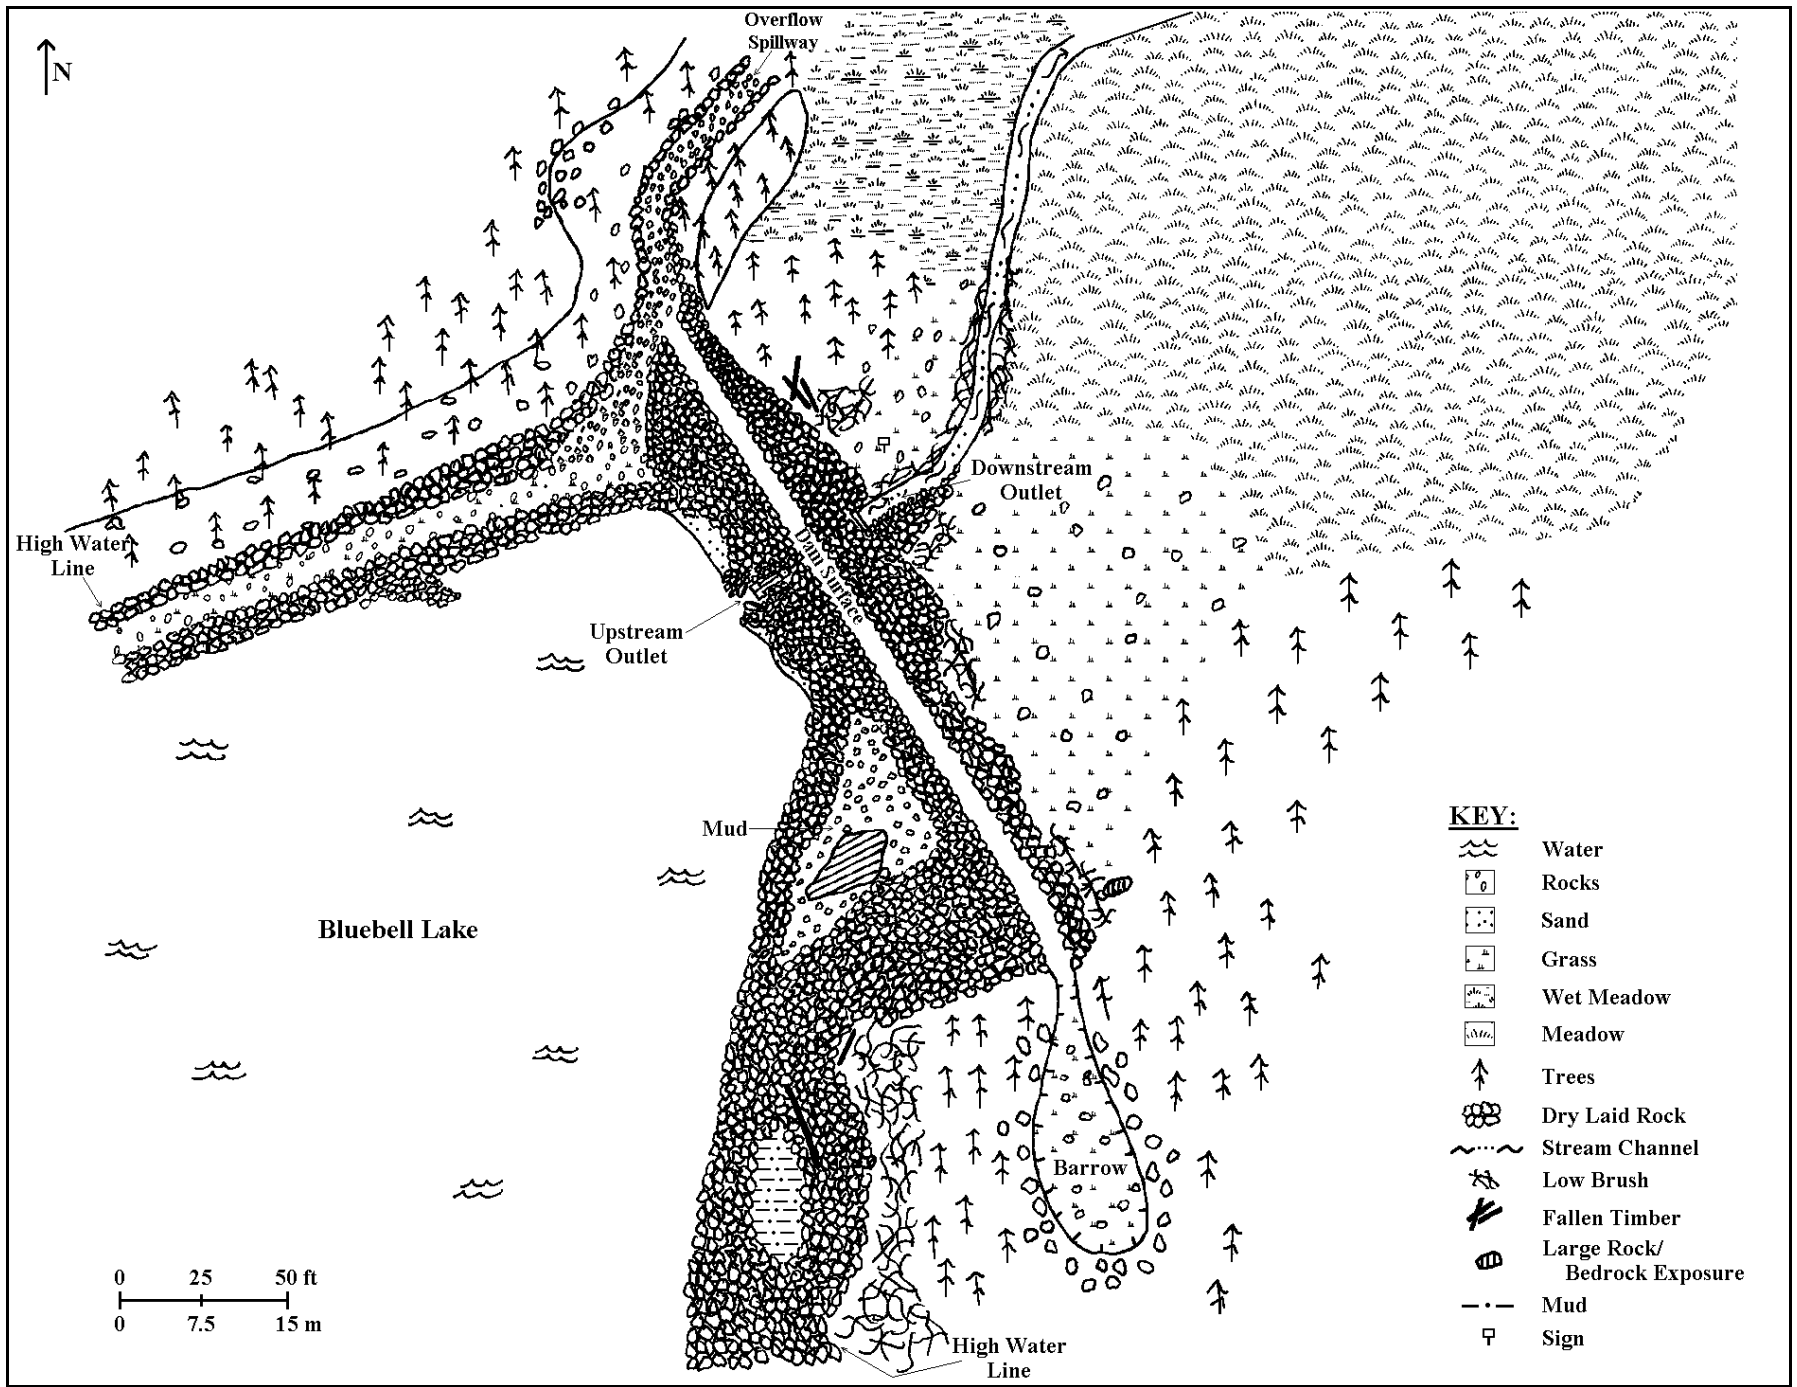 Overflow
Spillway
N
Downstream
Outlet
High Water
Line
Dam Surface
Upstream
Outlet
Mud
Bluebell Lake
Barrow
High Water
Line
0 25 50 ft
0 7.5 15 m
KEY:
Water
Rocks
Sand
Grass
Wet Meadow
Meadow
Trees
Dry Laid Rock
Stream Channel
Low Brush
Fallen Timber
Large Rock/
Bedrock Exposure
Mud
Sign